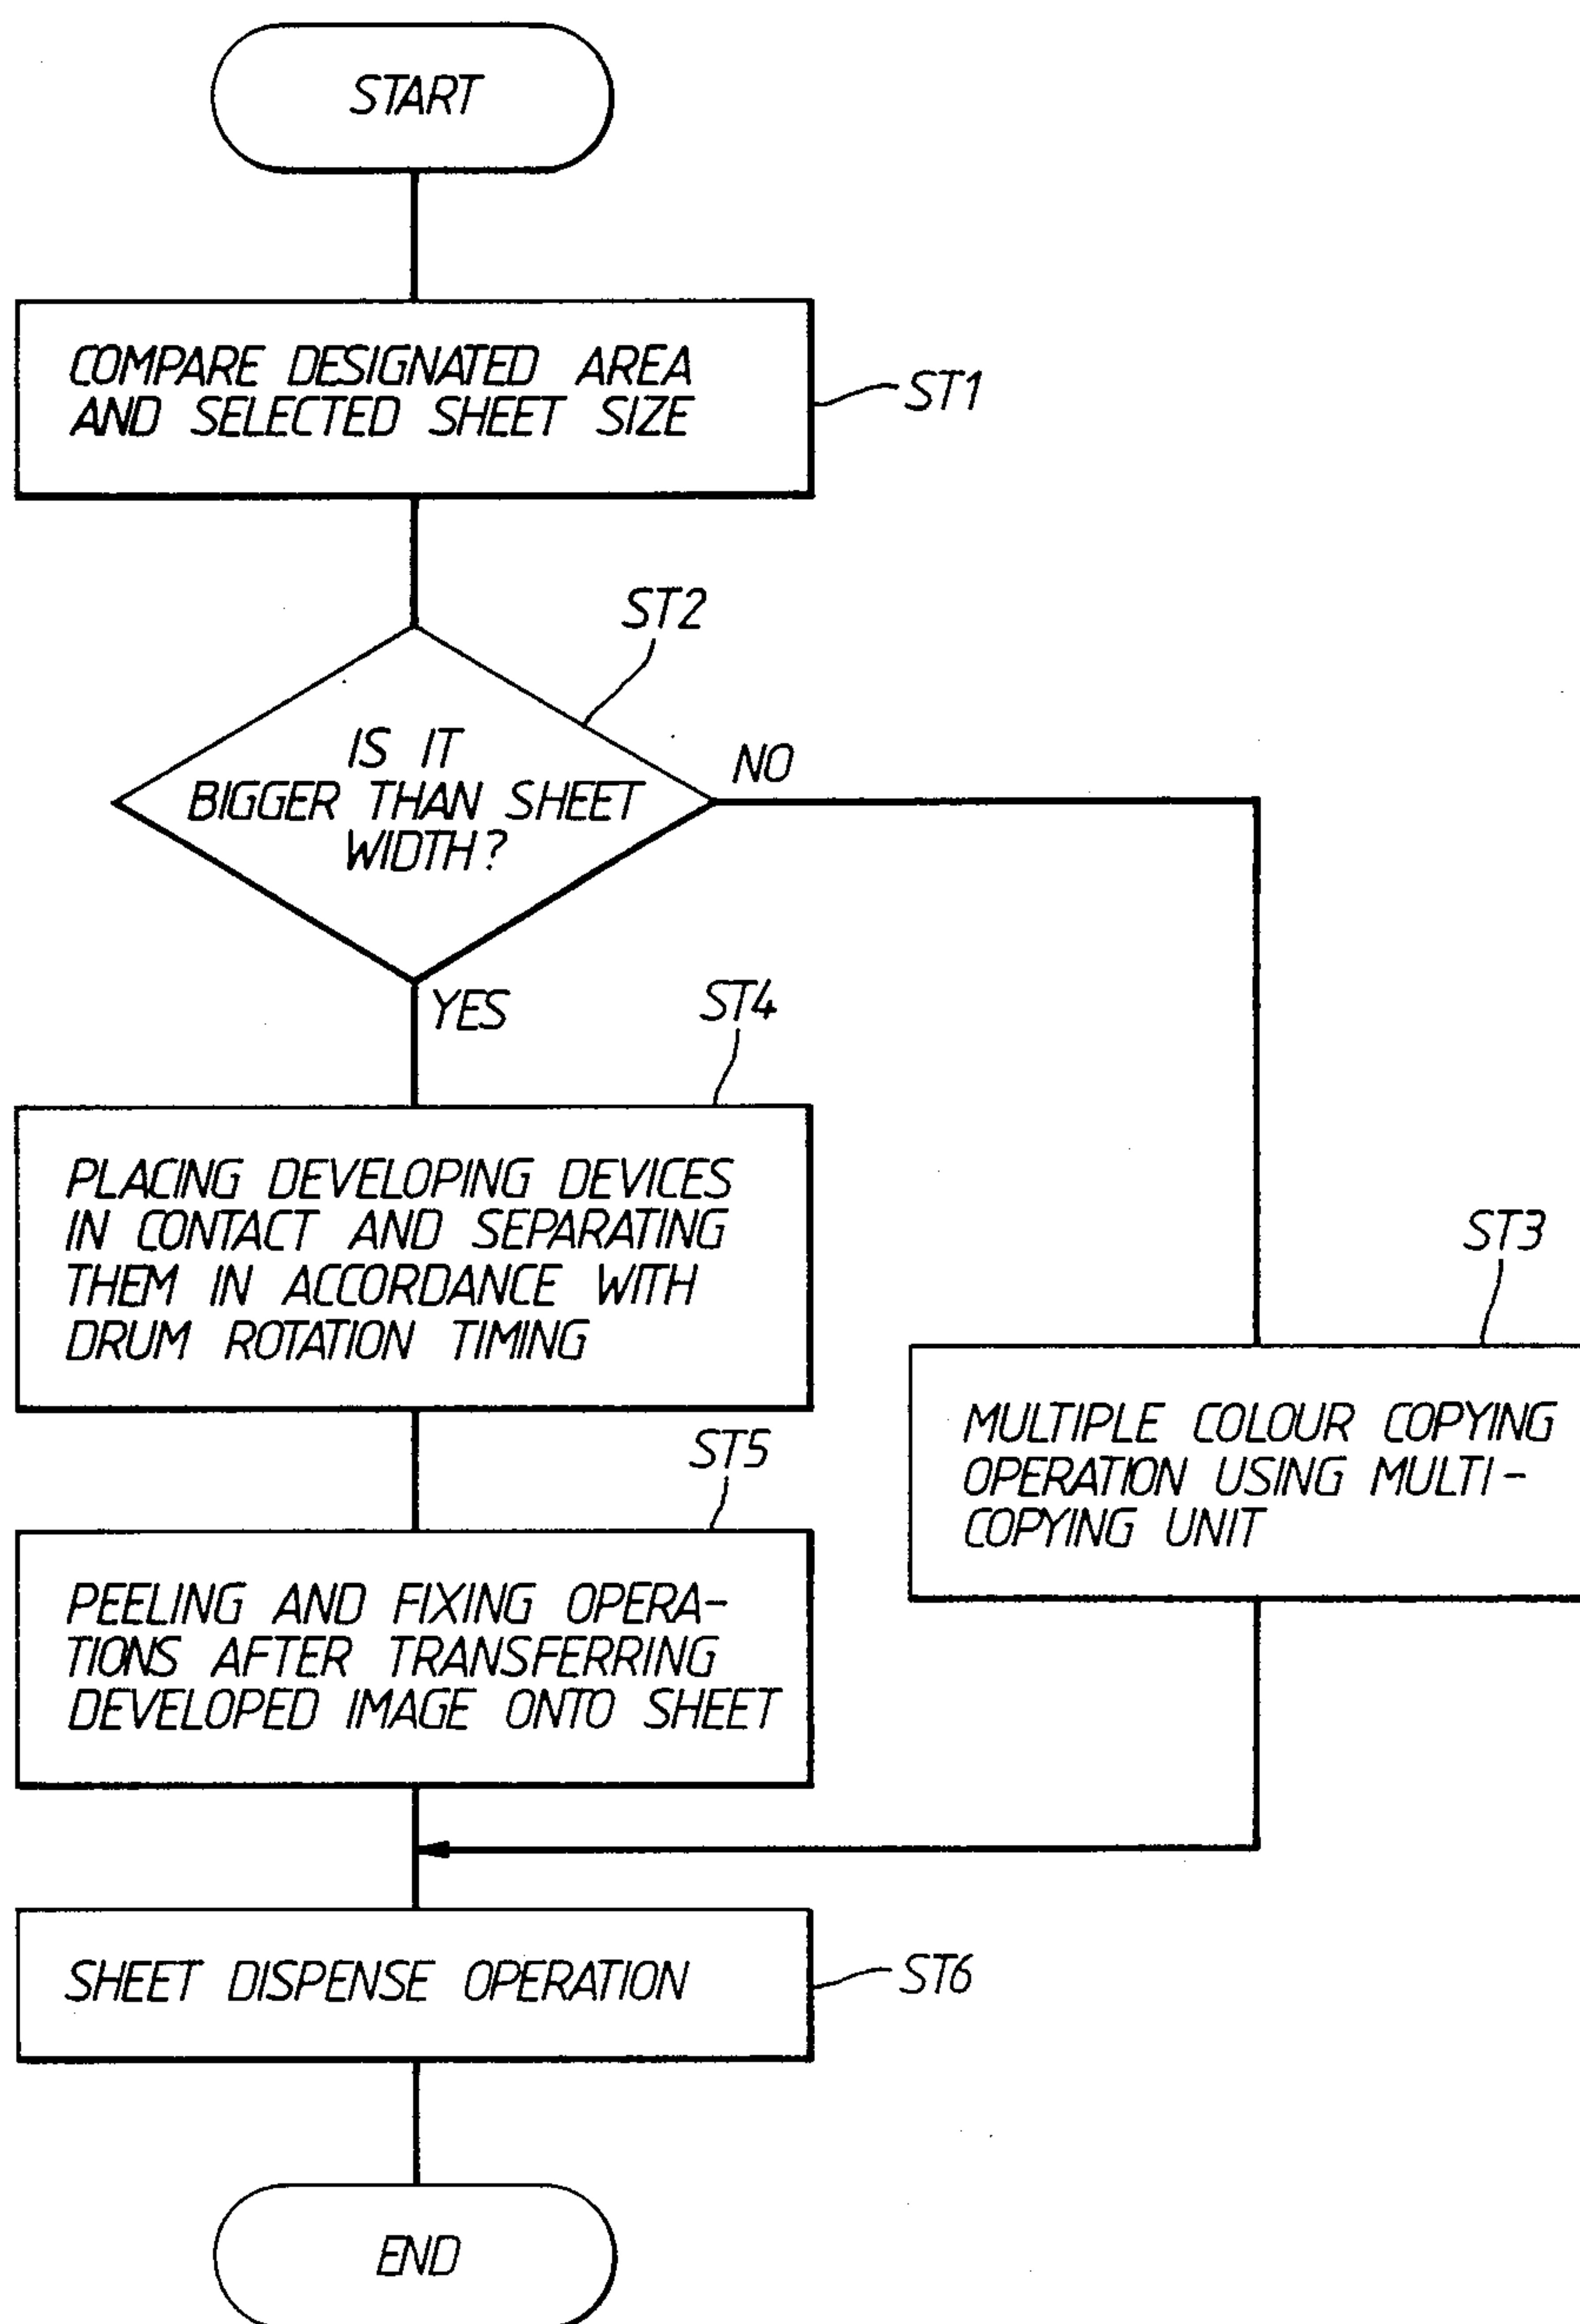 START
COMPARE DESIGNATED AREA
AND SELECTED SHEET SIZE
ST1
ST2
IS IT
BIGGER THAN SHEET
WIDTH?
NO
YES
ST4
PLACING DEVELOPING DEVICES
IN CONTACT AND SEPARATING
THEM IN ACCORDANCE WITH
DRUM ROTATION TIMING
ST3
MULTIPLE COLOUR COPYING
OPERATION USING MULTI-
COPYING UNIT
ST5
PEELING AND FIXING OPERA-
TIONS AFTER TRANSFERRING
DEVELOPED IMAGE ONTO SHEET
SHEET DISPENSE OPERATION
ST6
END